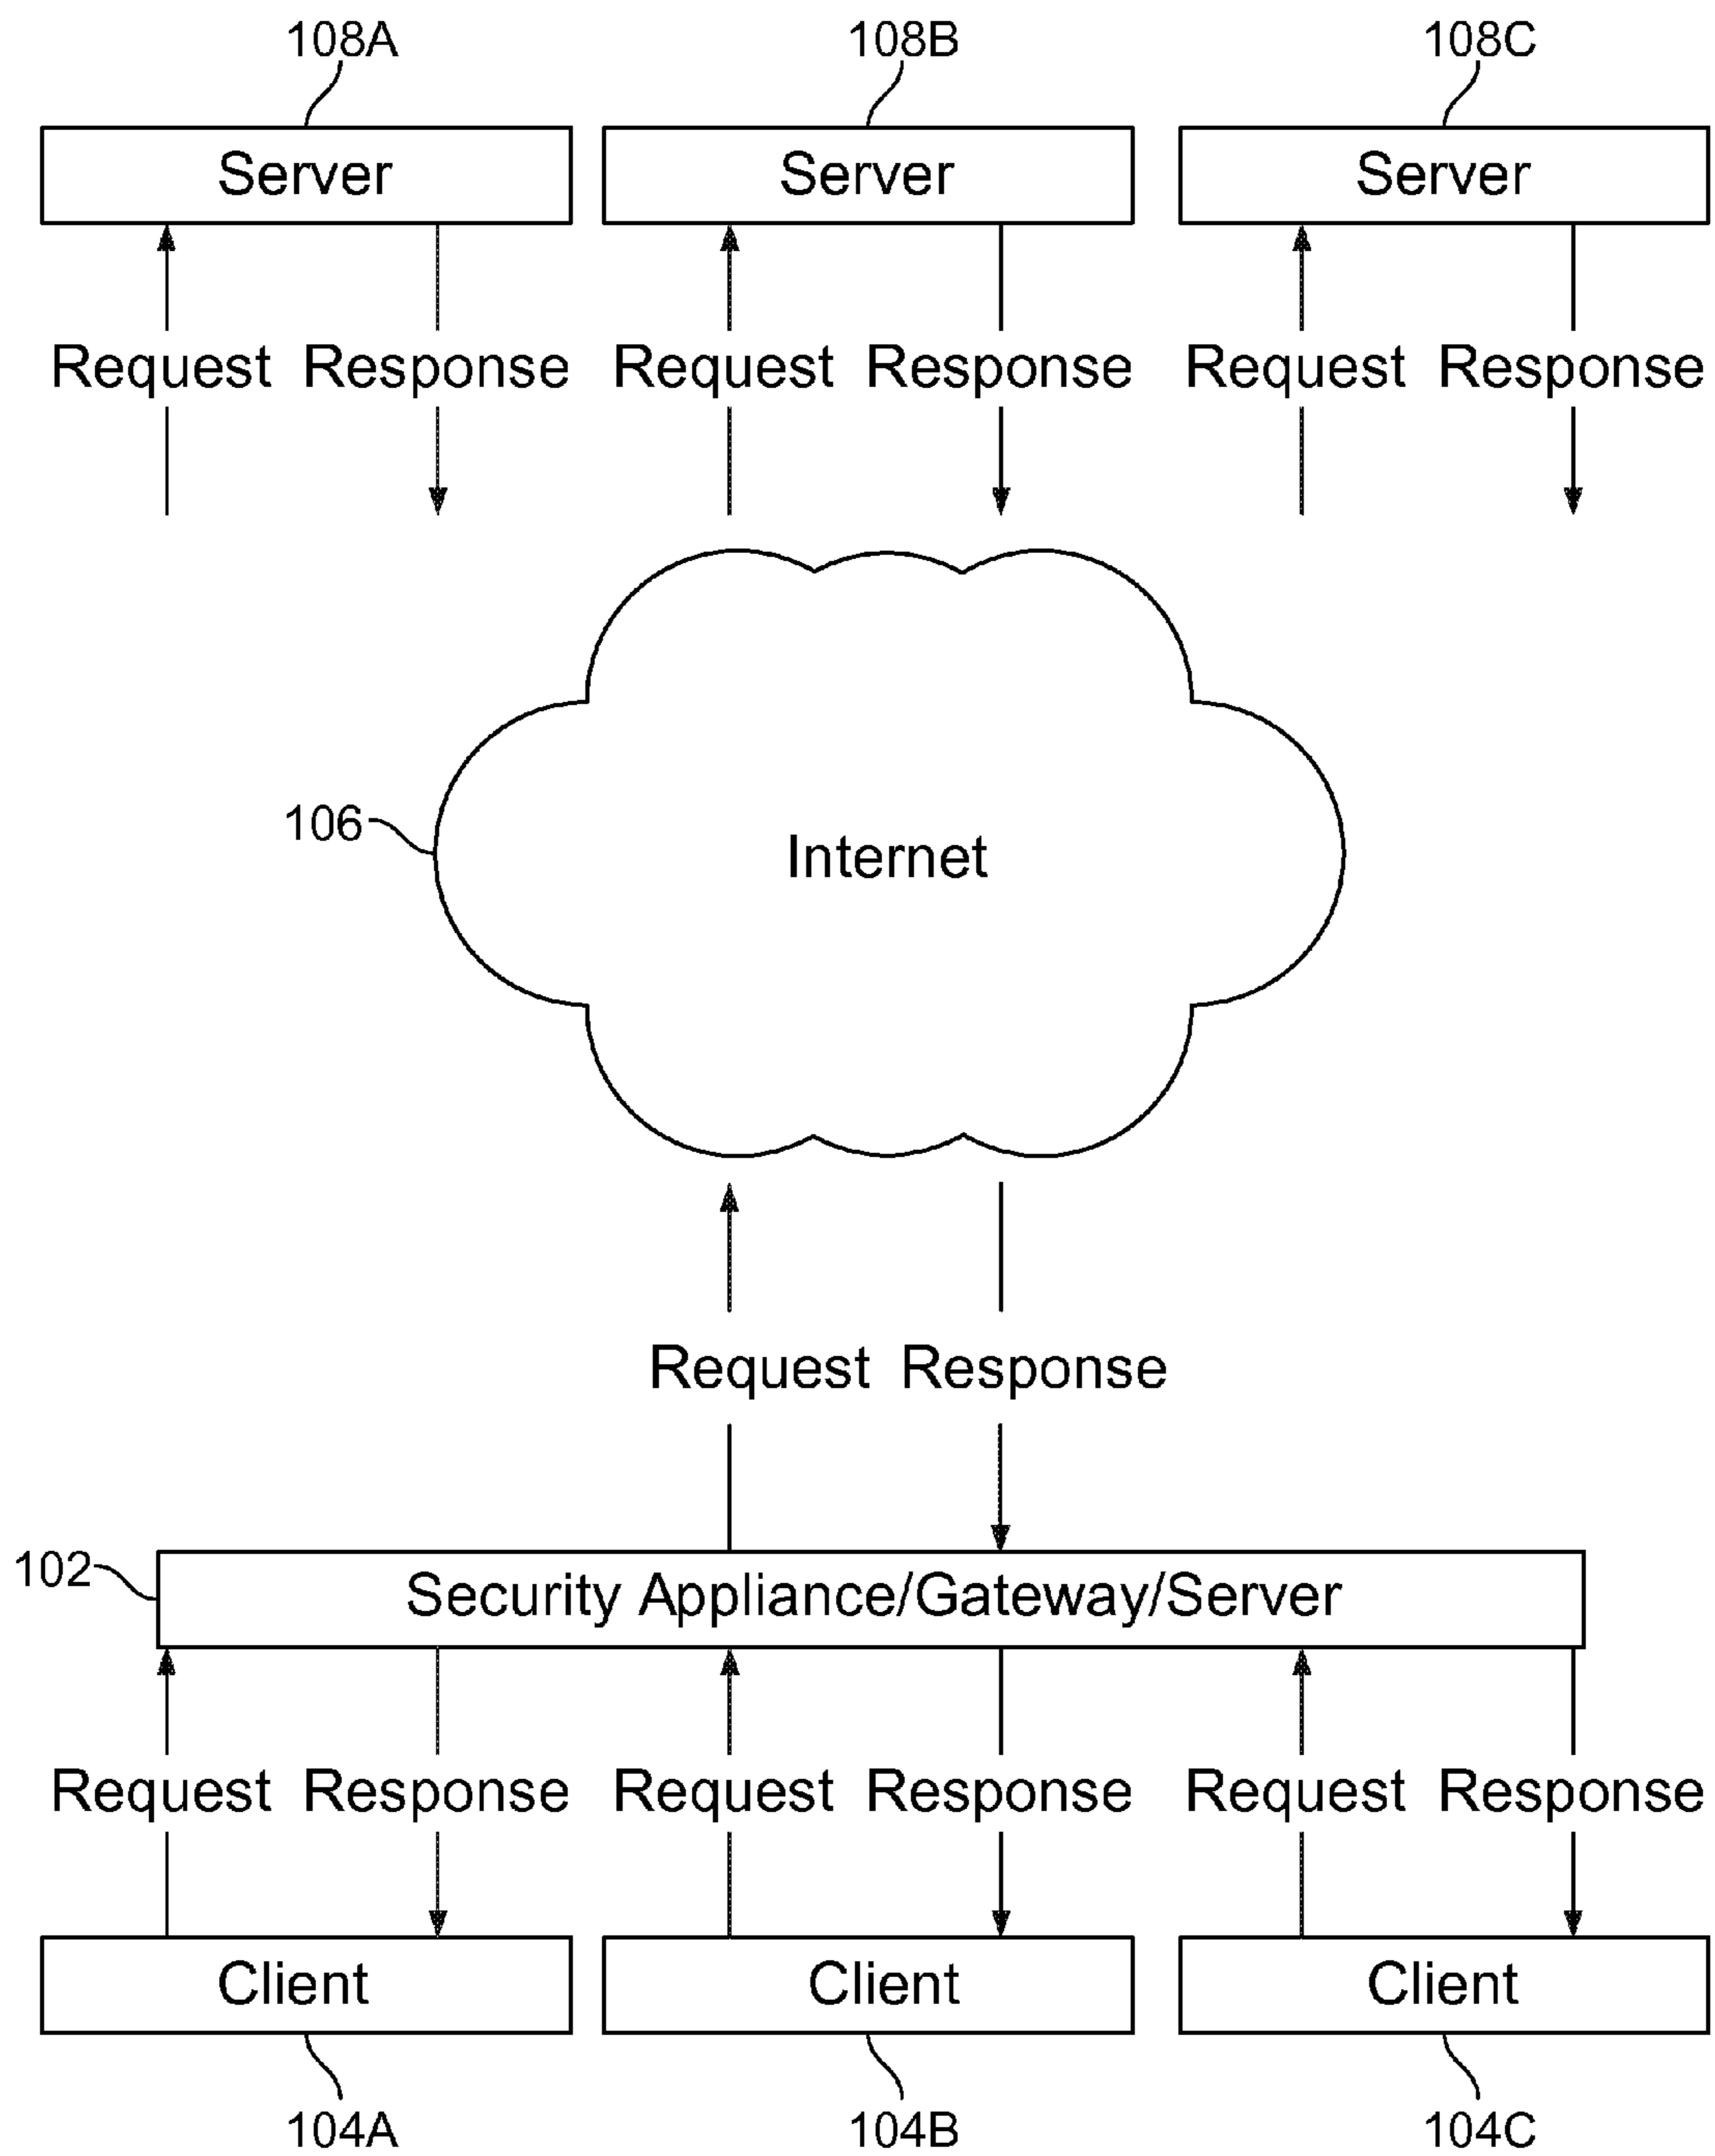 108A 108B 108C
Server Server Server
Request Response Request Response Request Response
106
Internet
Request Response
102
Security Appliance/Gateway/Server
Request Response Request Response Request Response
Client Client Client
104A 104B 104C